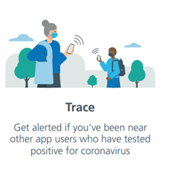 Trace
Get alerted if you've been near
other app users who have tested
positive for coronavirus